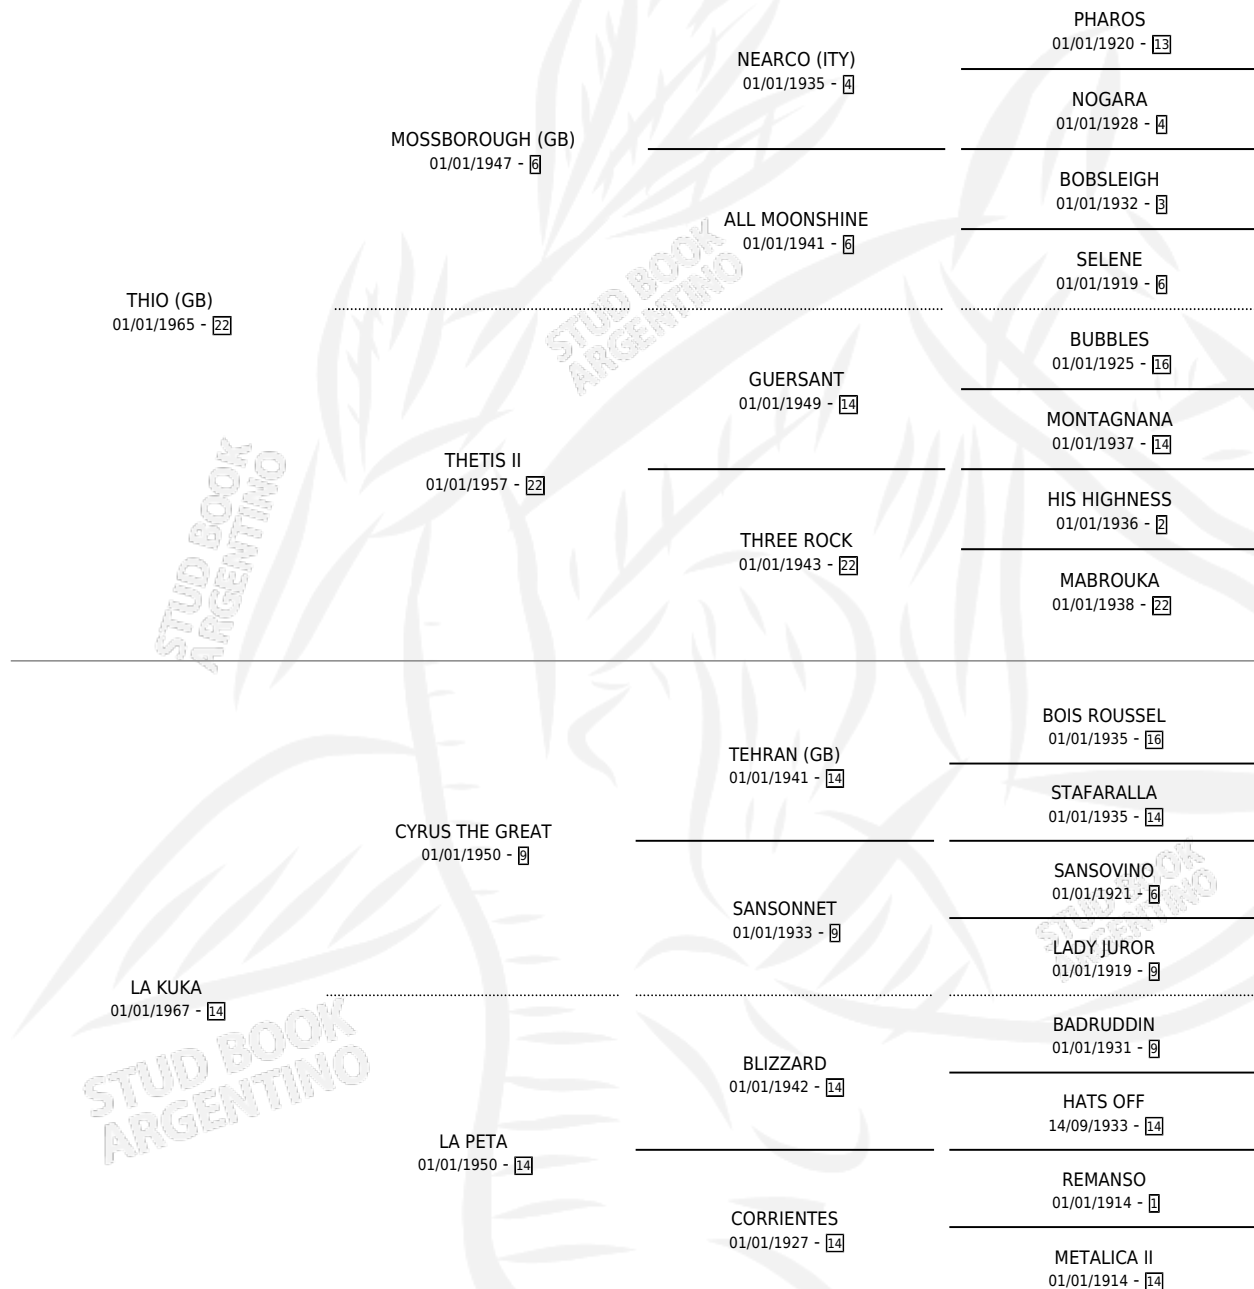 PHAROS
01/01/1920 - 13
NEARCO (ITY)
01/01/1935 - 4
NOGARA
01/01/1928 - 4
MOSSBOROUGH (GB)
01/01/1947 - 6
BOBSLEIGH
01/01/1932 - 3
ALL MOONSHINE
01/01/1941 - 6
SELENE
01/01/1919 - 6
THIO (GB)
01/01/1965 - 22
BUBBLES
01/01/1925 - 16
GUERSANT
01/01/1949 - 14
MONTAGNANA
01/01/1937 - 14
THETIS II
01/01/1957 - 22
HIS HIGHNESS
01/01/1936 - 2
THREE ROCK
01/01/1943 - 22
MABROUKA
01/01/1938 - 22
BOIS ROUSSEL
01/01/1935 - 16
TEHRAN (GB)
01/01/1941 - 14
STAFARALLA
01/01/1935 - 14
CYRUS THE GREAT
01/01/1950 - 9
SANSOVINO
01/01/1921 - 6
SANSONNET
01/01/1933 - 9
LADY JUROR
01/01/1919 - 9
LA KUKA
01/01/1967 - 14
BADRUDDIN
01/01/1931 - 9
BLIZZARD
01/01/1942 - 14
HATS OFF
14/09/1933 - 14
LA PETA
01/01/1950 - 14
REMANSO
01/01/1914 - 1
CORRIENTES
01/01/1927 - 14
METALICA II
01/01/1914 - 14
STUD BOOK
ARGENTINO
STUD BOOK
ARGENTINO
STUD BOOK
ARGENTINO
STUD BOOK
ARGENTINO